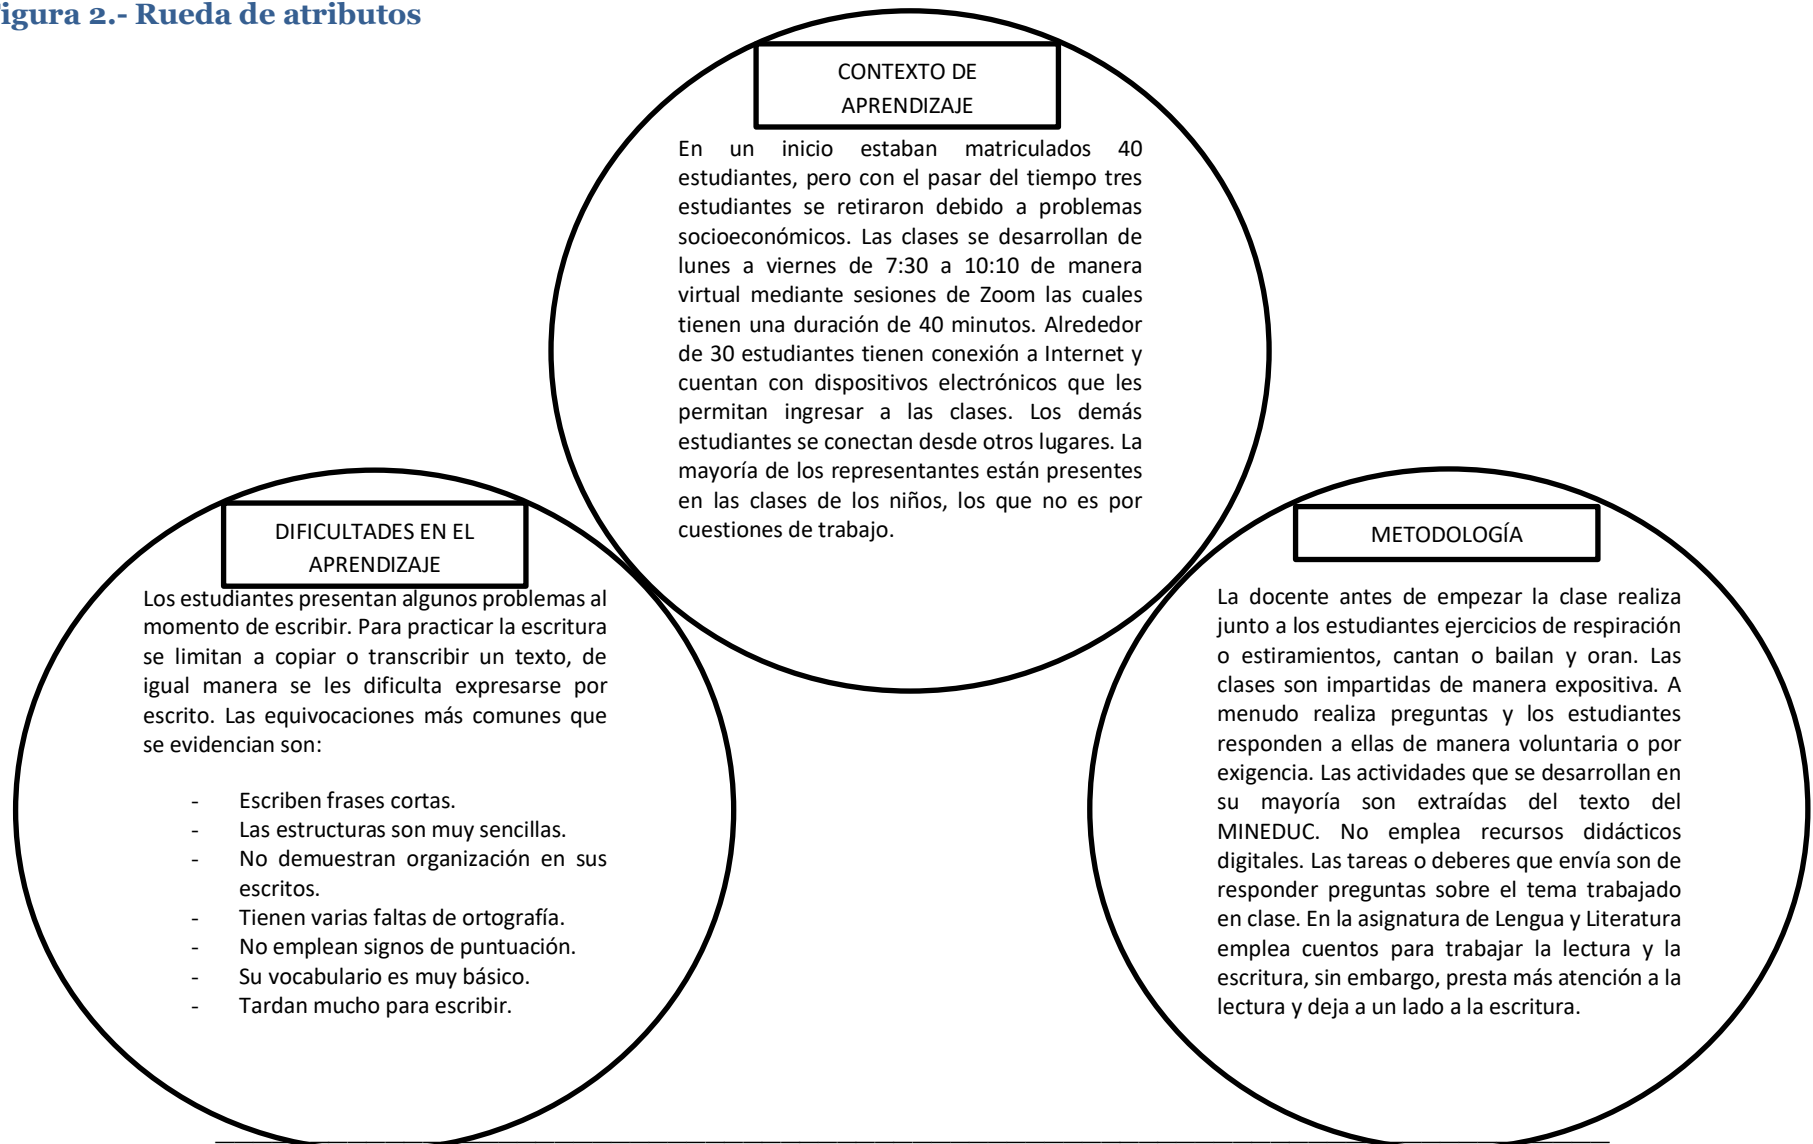 igura 2.- Rueda de atributos
CONTEXTO DE
APRENDIZAJE
En un inicio estaban matriculados 40
estudiantes, pero con el pasar del tiempo tres
estudiantes se retiraron debido a problemas
socioeconómicos. Las clases se desarrollan de
lunes a viernes de 7:30 a 10:10 de manera
virtual mediante sesiones de Zoom las cuales
tienen una duración de 40 minutos. Alrededor
de 30 estudiantes tienen conexión a Internet y
cuentan con dispositivos electrónicos que les
permitan ingresar a las clases. Los demás
estudiantes se conectan desde otros lugares. La
mayoría de los representantes están presentes
en las clases de los niños, los que no es por
cuestiones de trabajo.
DIFICULTADES EN EL
APRENDIZAJE
Los estudiantes presentan algunos problemas al
momento de escribir. Para practicar la escritura
se limitan a copiar o transcribir un texto, de
igual manera se les dificulta expresarse por
escrito. Las equivocaciones más comunes que
se evidencian son:
- Escriben frases cortas.
- Las estructuras son muy sencillas.
- No demuestran organización en sus
escritos.
- Tienen varias faltas de ortografía.
- No emplean signos de puntuación.
- Su vocabulario es muy básico.
- Tardan mucho para escribir.
METODOLOGÍA
La docente antes de empezar la clase realiza
junto a los estudiantes ejercicios de respiración
o estiramientos, cantan o bailan y oran. Las
clases son impartidas de manera expositiva. A
menudo realiza preguntas y los estudiantes
responden a ellas de manera voluntaria o por
exigencia. Las actividades que se desarrollan en
su mayoría son extraídas del texto del
MINEDUC. No emplea recursos didácticos
digitales. Las tareas o deberes que envía son de
responder preguntas sobre el tema trabajado
en clase. En la asignatura de Lengua y Literatura
emplea cuentos para trabajar la lectura y la
escritura, sin embargo, presta más atención a la
lectura y deja a un lado a la escritura.